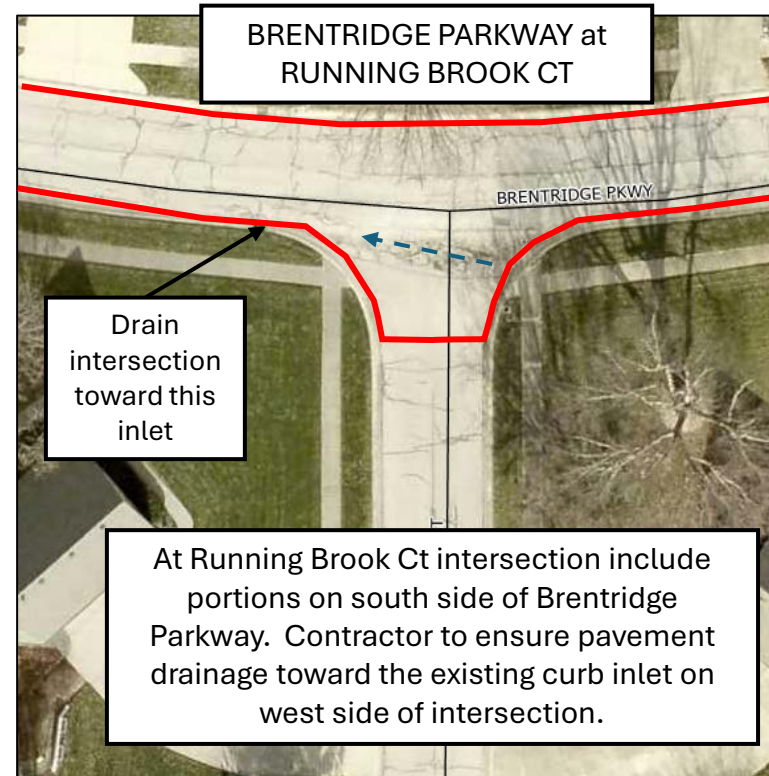 BRENTRIDGE PARKWAY at
RUNNING BROOK CT
BRENTRIDGE PKWY
Drain
intersection
toward this
inlet
T
At Running Brook Ct intersection include
portions on south side of Brentridge
Parkway.  Contractor to ensure pavement
drainage toward the existing curb inlet on
west side of intersection.